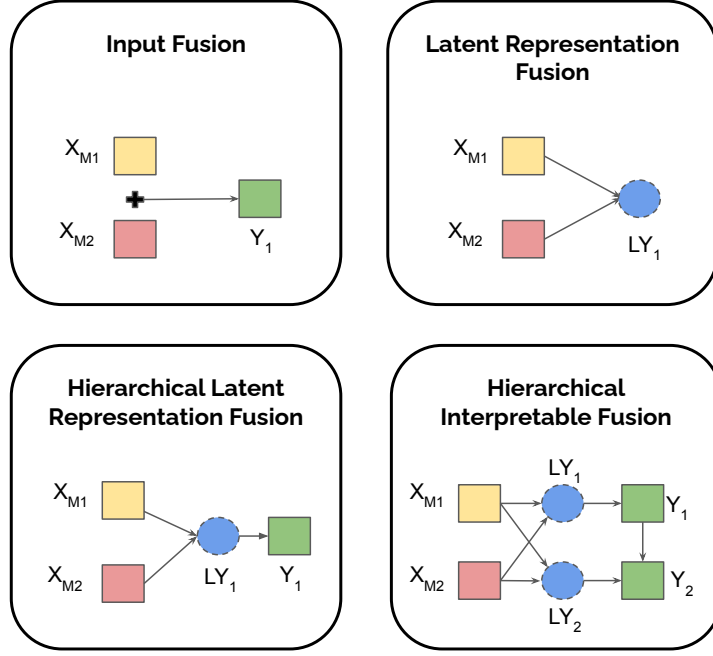 Input Fusion
X_M1
X_M2
Y_1
Latent Representation
Fusion
X_M1
X_M2
LY_1
Hierarchical Latent
Representation Fusion
X_M1
X_M2
LY_1
Y_1
Hierarchical
Interpretable Fusion
LY_1
X_M1
Y_1
X_M2
Y_2
LY_2